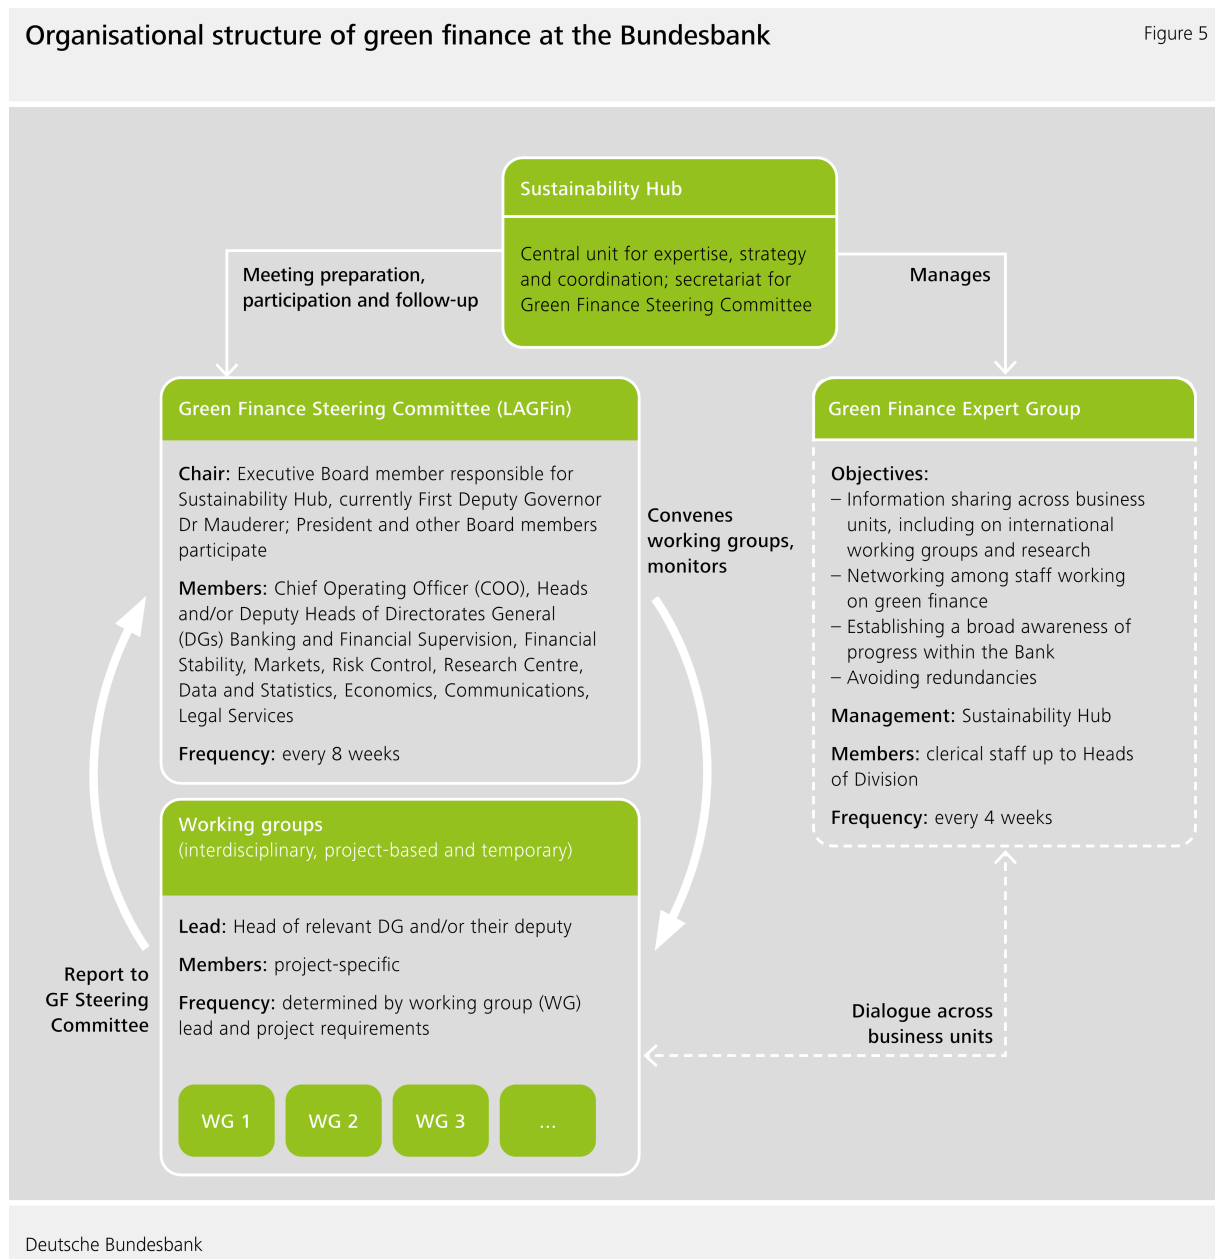 Organisational structure of green finance at the Bundesbank
Figure 5
Sustainability Hub
Central unit for expertise, strategy
and coordination; secretariat for
Green Finance Steering Committee
Meeting preparation,
participation and follow-up
Manages
Green Finance Steering Committee (LAGFin)
Chair: Executive Board member responsible for
Sustainability Hub, currently First Deputy Governor
Dr Mauderer; President and other Board members
participate
Members: Chief Operating Officer (COO), Heads
and/or Deputy Heads of Directorates General
(DGs) Banking and Financial Supervision, Financial
Stability, Markets, Risk Control, Research Centre,
Data and Statistics, Economics, Communications,
Legal Services
Frequency: every 8 weeks
Convenes
working groups,
monitors
Green Finance Expert Group
Objectives:
– Information sharing across business
units, including on international
working groups and research
– Networking among staff working
on green finance
– Establishing a broad awareness of
progress within the Bank
– Avoiding redundancies
Management: Sustainability Hub
Members: clerical staff up to Heads
of Division
Frequency: every 4 weeks
Working groups
(interdisciplinary, project-based and temporary)
Lead: Head of relevant DG and/or their deputy
Members: project-specific
Frequency: determined by working group (WG)
lead and project requirements
WG 1
WG 2
WG 3
...
Report to
GF Steering
Committee
Dialogue across
business units
Deutsche Bundesbank